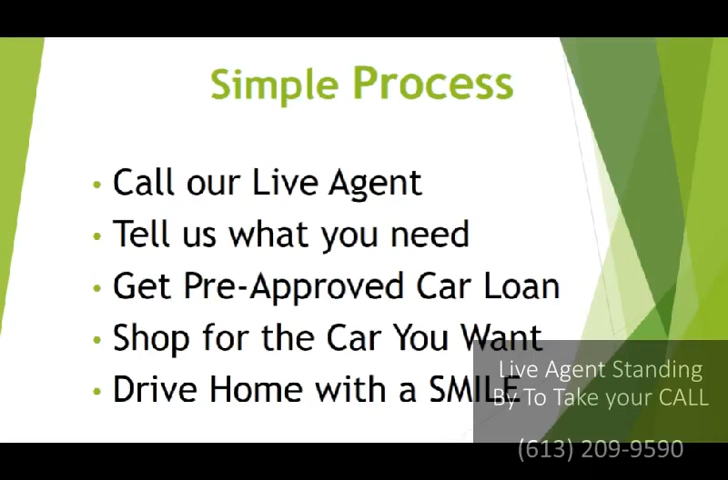 Simple Process
• Call our Live Agent
• Tell us what you need
• Get Pre-Approved Car Loan
• Shop for the Car You Want
• Drive Home with a SMILE
Live Agent Standing
By To Take your CALL
(613) 209-9590